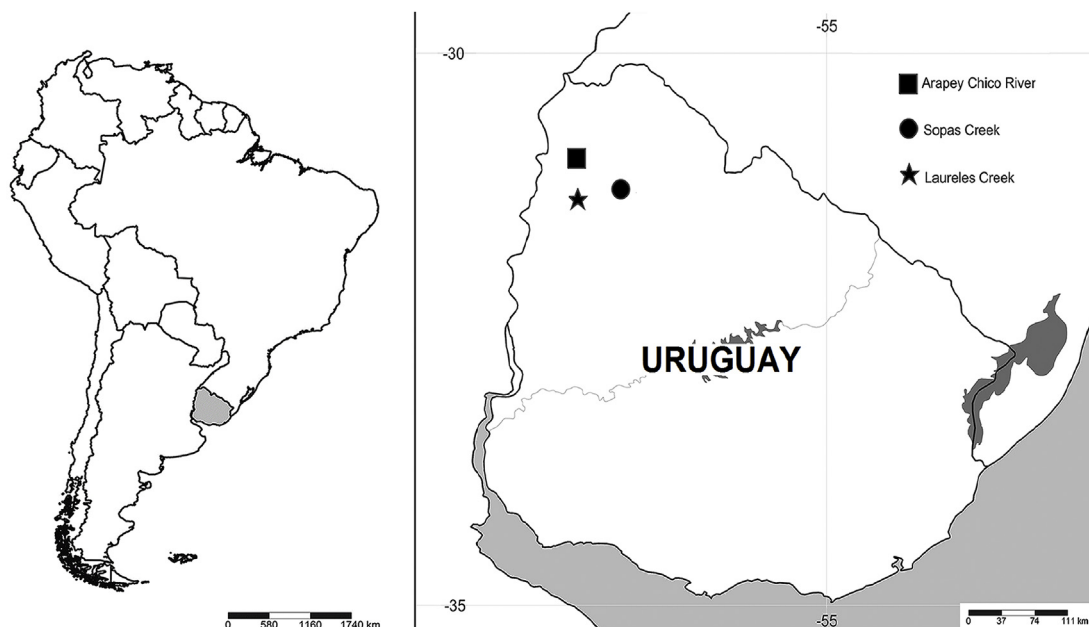 -55
-30
Arapey Chico River
Sopas Creek
Laureles Creek
URUGUAY
-35
-55
0 580 1160 1740 km
0 37 74 111 km